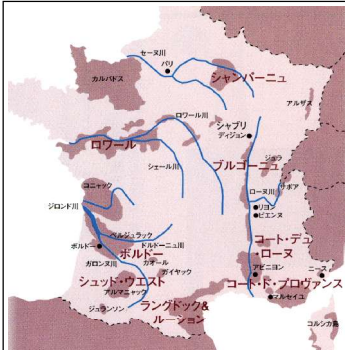 セーヌ川
パリ
カルバドス
シャンパーニュ
アルザス
ロワール川
シャブリ
ディジョン
ロワール
ブルゴーニュ
ジュラ
シェール川
コニャック
ローヌ川
サボア
ジロンド川
リヨン
ビエンヌ
ベルジュラック
ボルドー
ドルドーニュ川
ボルドー
コート・デュ
・ローヌ
ガロンヌ川
カオール
ガイヤック
アビニヨン
ニース
シュッド・ウエスト
コート・ド・プロヴァンス
アルマニャック
マルセイユ
ジュランソン
ラングドック&
ルーション
コルシカ島